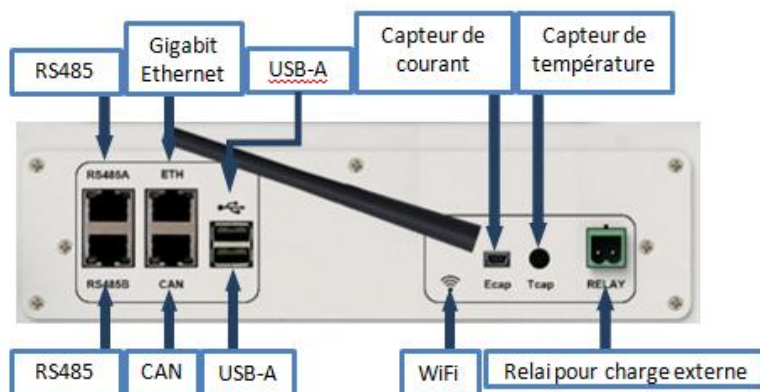 Gigabit
Ethernet
Capteur de
courant
Capteur de
température
RS485
USB-A
RS485A
ETH
RS485B
CAN
Ecap
Tcap
RELAY
RS485
CAN
USB-A
WiFi
Relai pour charge externe